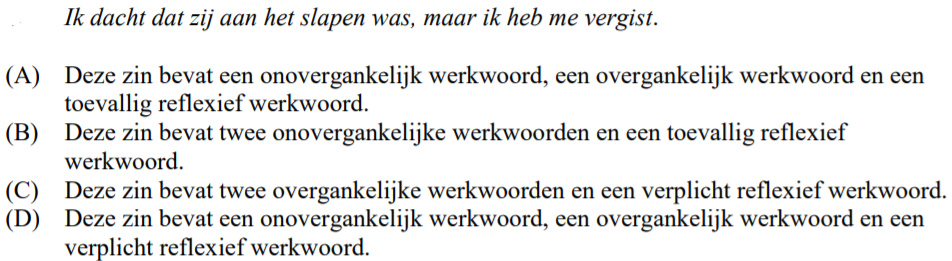 Ik dacht dat zij aan het slapen was, maar ik heb me vergist.
(A) Deze zin bevat een onovergankelijk werkwoord, een overgankelijk werkwoord en een
toevallig reflexief werkwoord.
(B) Deze zin bevat twee onovergankelijke werkwoorden en een toevallig reflexief
werkwoord.
(C) Deze zin bevat twee overgankelijke werkwoorden en een verplicht reflexief werkwoord.
(D) Deze zin bevat een onovergankelijk werkwoord, een overgankelijk werkwoord en een
verplicht reflexief werkwoord.